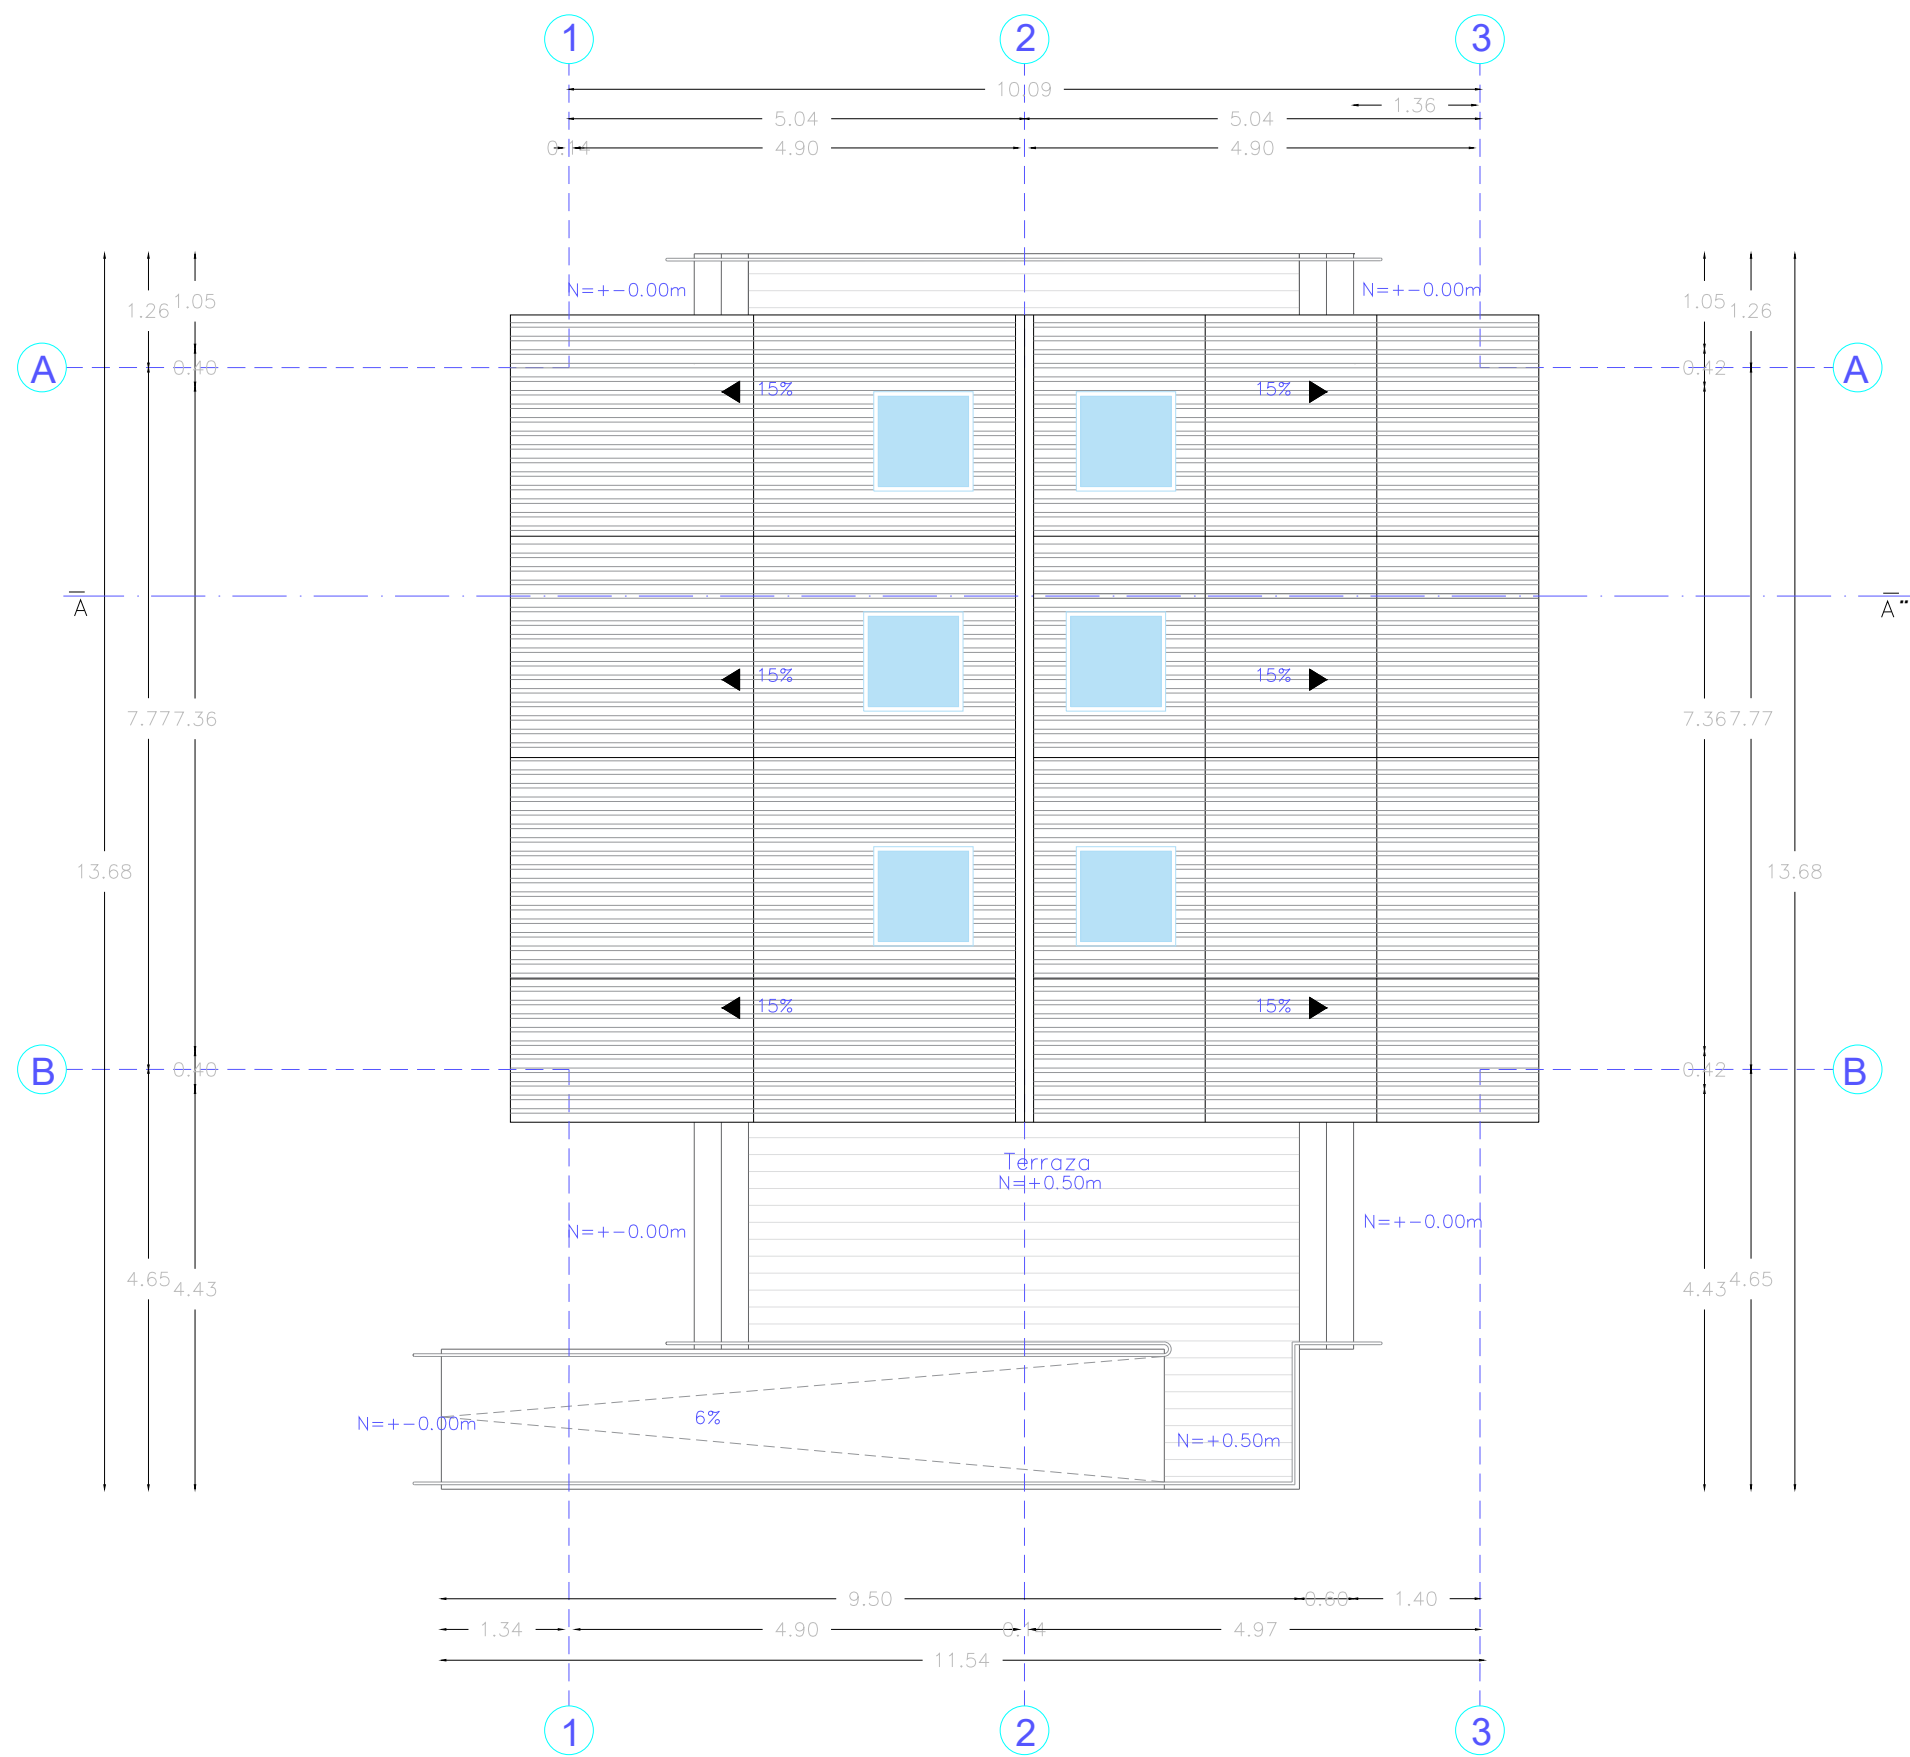 1 2 3
10.09
1.36
5.04 5.04
0.14 4.90 4.90
N=+-0.00m N=+-0.00m
1.26 1.05 1.05 1.26
A 0.40 0.42 A
15% 15%
A A"
15% 15%
7.77 7.36 7.36 7.77
13.68 13.68
15% 15%
B 0.40 0.42 B
Terraza
N=+0.50m
N=+-0.00m N=+-0.00m
4.65 4.43 4.43 4.65
6%
N=+-0.00m
N=+0.50m
9.50 0.60 1.40
1.34 4.90 0.14 4.97
11.54
1 2 3